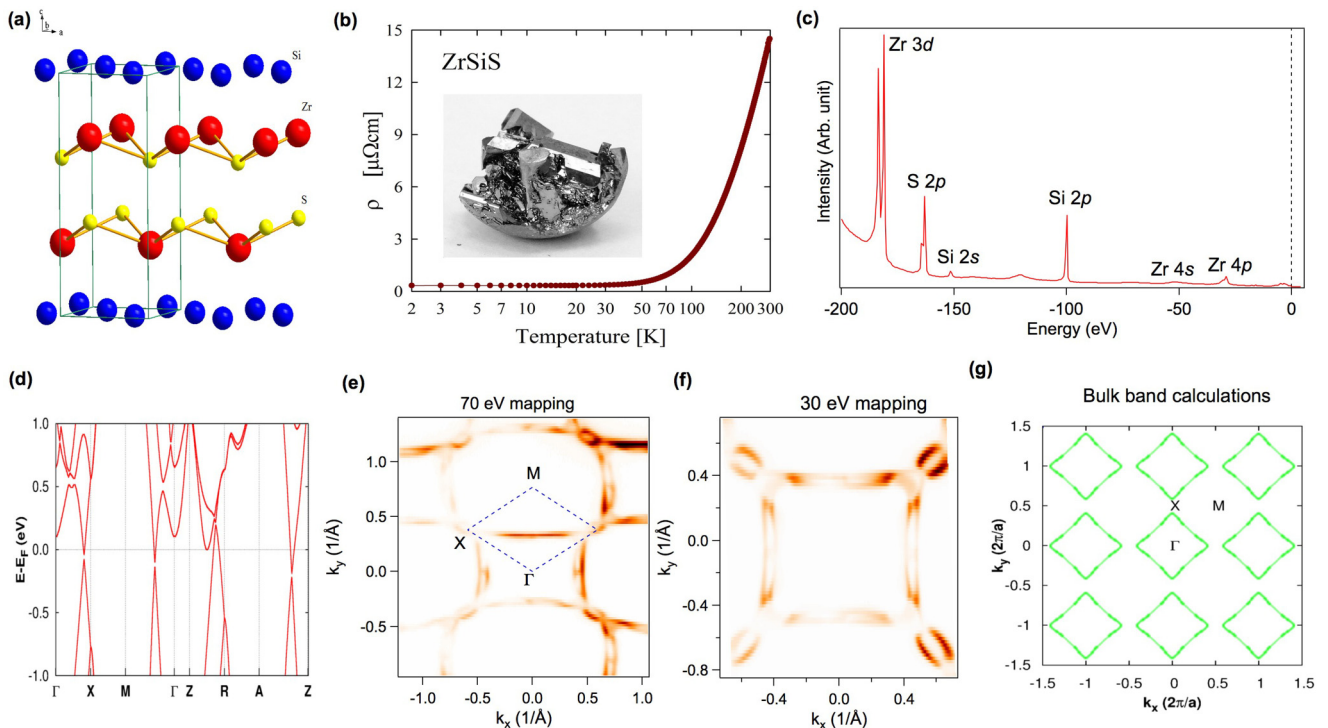 (a)
c
b
a
Si
Zr
S
(b)
ZrSiS
ρ [μΩcm]
15
12
9
6
3
0
2 3 4 5 7 10 20 30 50 70 100 200 300
Temperature [K]
(c)
Intensity (Arb. unit)
Zr 3d
S 2p
Si 2s
Si 2p
Zr 4s
Zr 4p
-200 -150 -100 -50 0
Energy (eV)
(d)
E-E_F (eV)
1.0
0.5
0.0
-0.5
-1.0
Γ X M Γ Z R A Z
(e)
70 eV mapping
k_y (1/Å)
1.0
0.5
0.0
-0.5
M
X
Γ
-1.0 -0.5 0.0 0.5 1.0
k_x (1/Å)
(f)
30 eV mapping
k_y (1/Å)
0.4
0.0
-0.4
-0.8
-0.4 0.0 0.4
k_x (1/Å)
(g)
Bulk band calculations
k_y (2π/a)
1.5
1
0.5
0
-0.5
-1
-1.5
X M
Γ
-1.5 -1 -0.5 0 0.5 1 1.5
k_x (2π/a)